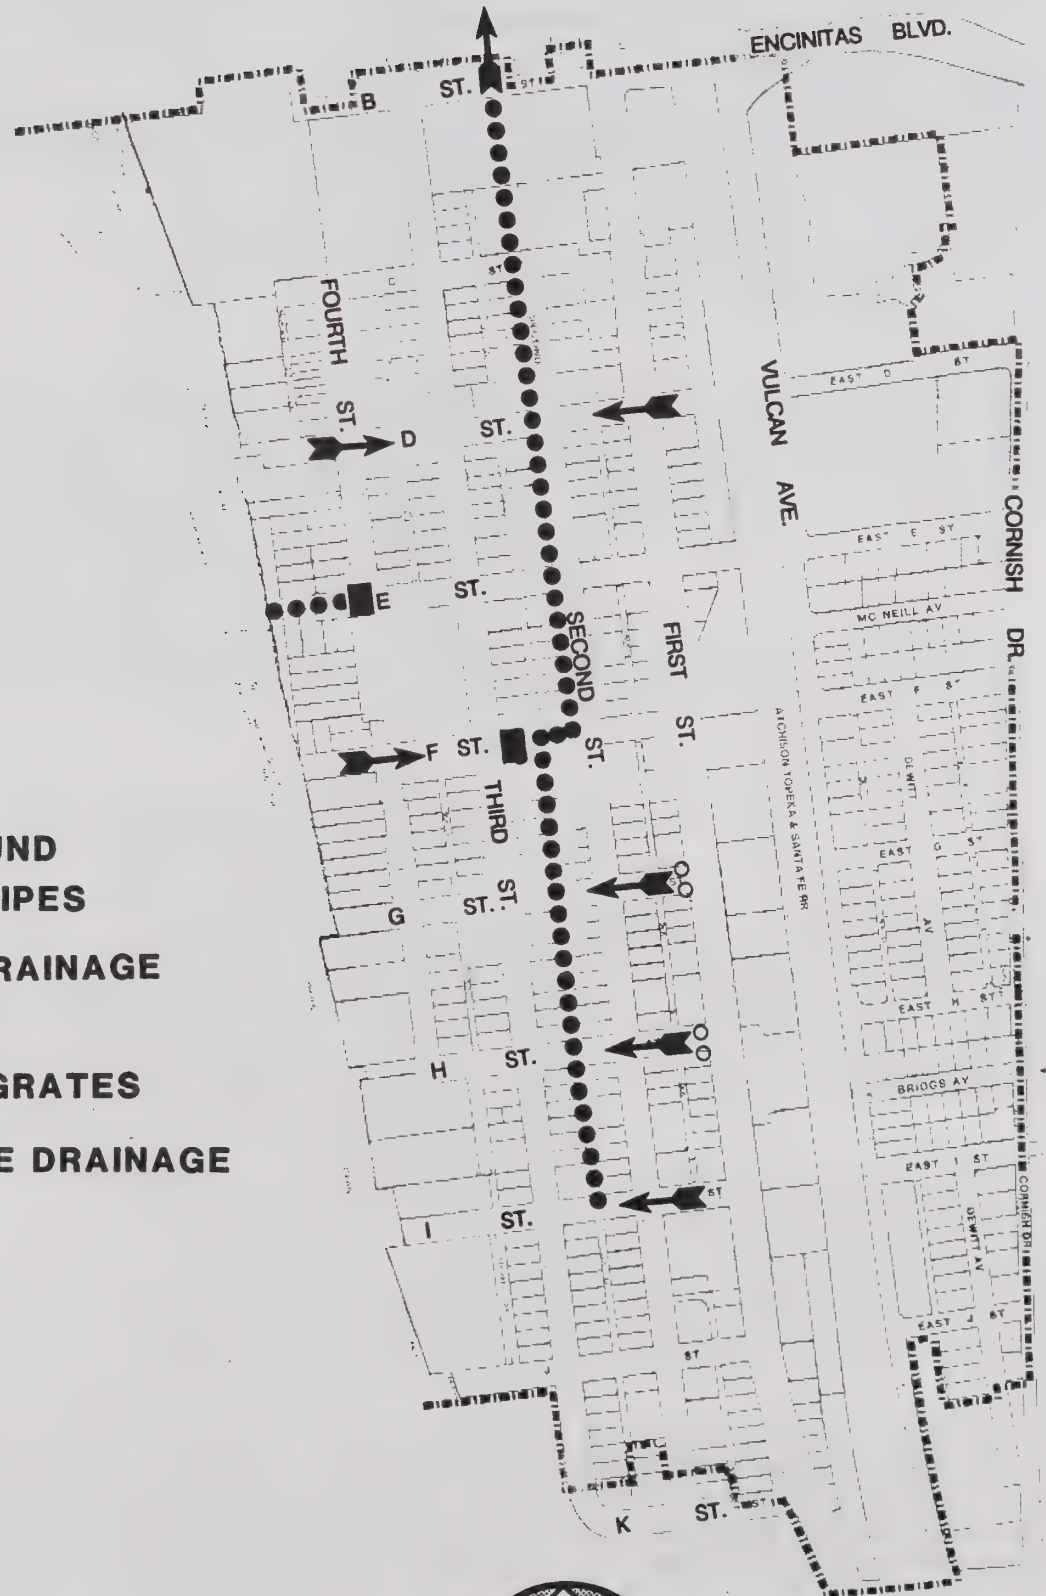 ENCINITAS BLVD.
B ST.
ST
FOURTH ST.
ST
VULCAN AVE.
EAST D ST
D ST.
CORNISH DR.
EAST E ST
E ST.
MC NEILL AV
SECOND ST.
FIRST ST.
EAST F S
ATCHISON TOPEKA & SANTA FE RR
DEWITT AV
F ST.
THIRD ST.
UND
IPES
EAST G ST
G ST.
RAINAGE
EAST H ST
H ST.
GRATES
BRIGGS AV
E DRAINAGE
EAST I ST
ST
CORNISH DR
DEWITT AV
I ST.
EAST ST
ST
K ST.
ST